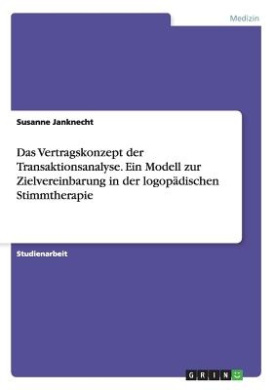 Medizin
Susanne Janknecht
Das Vertragskonzept der
Transaktionsanalyse. Ein Modell zur
Zielvereinbarung in der logopädischen
Stimmtherapie
Studienarbeit
GRIN